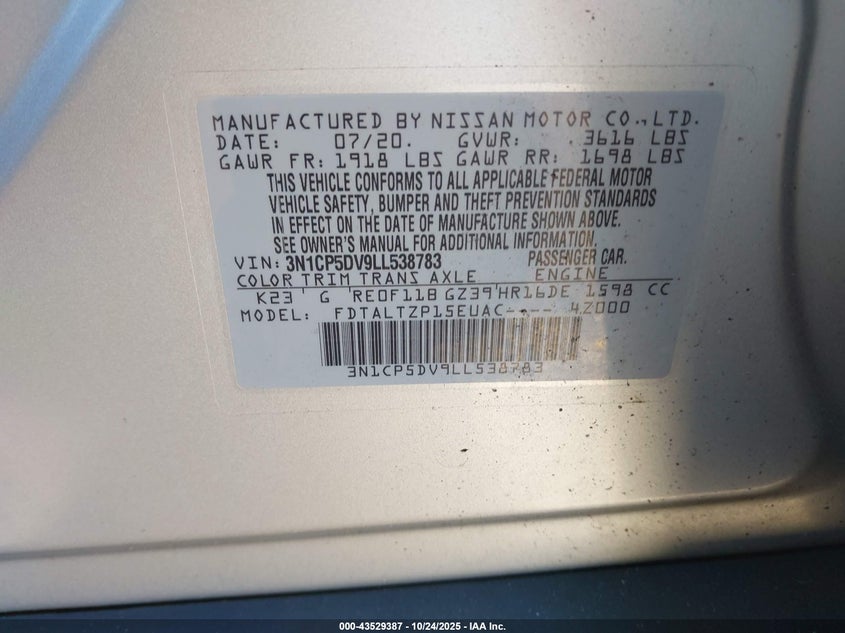 MANUFACTURED BY NISSAN MOTOR CO., LTD.
DATE: 07/20. GVWR: 3616 LBS
GAWR FR: 1918 LBS GAWR RR: 1698 LBS
THIS VEHICLE CONFORMS TO ALL APPLICABLE FEDERAL MOTOR
VEHICLE SAFETY, BUMPER AND THEFT PREVENTION STANDARDS
IN EFFECT ON THE DATE OF MANUFACTURE SHOWN ABOVE.
SEE OWNER'S MANUAL FOR ADDITIONAL INFORMATION.
VIN: 3N1CP5DV9LL538783 PASSENGER CAR.
COLOR TRIM TRANS AXLE ENGINE
K23 G RE0F11B GZ39 HR16DE 1598 CC
MODEL: FDTALTZP15EUAC---- 4Z000
3N1CP5DV9LL538783
000-43529387 - 10/24/2025 - IAA Inc.